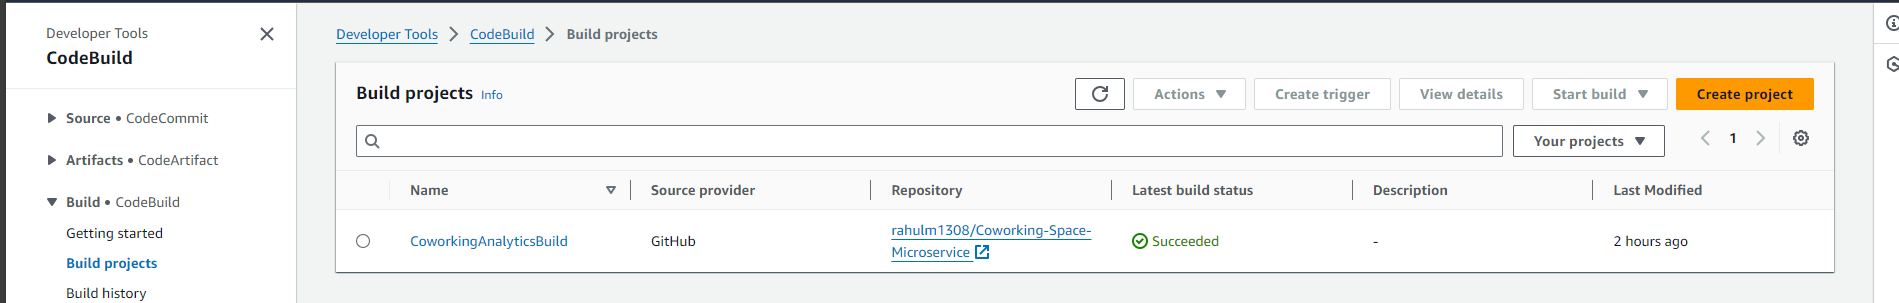 Developer Tools
CodeBuild
Source • CodeCommit
Artifacts • CodeArtifact
Build • CodeBuild
Getting started
Build projects
Build history
Developer Tools > CodeBuild > Build projects
Build projects Info
Actions Create trigger View details Start build Create project
Your projects 1
Name Source provider Repository Latest build status Description Last Modified
CoworkingAnalyticsBuild GitHub rahulm1308/Coworking-Space- Succeeded - 2 hours ago
Microservice